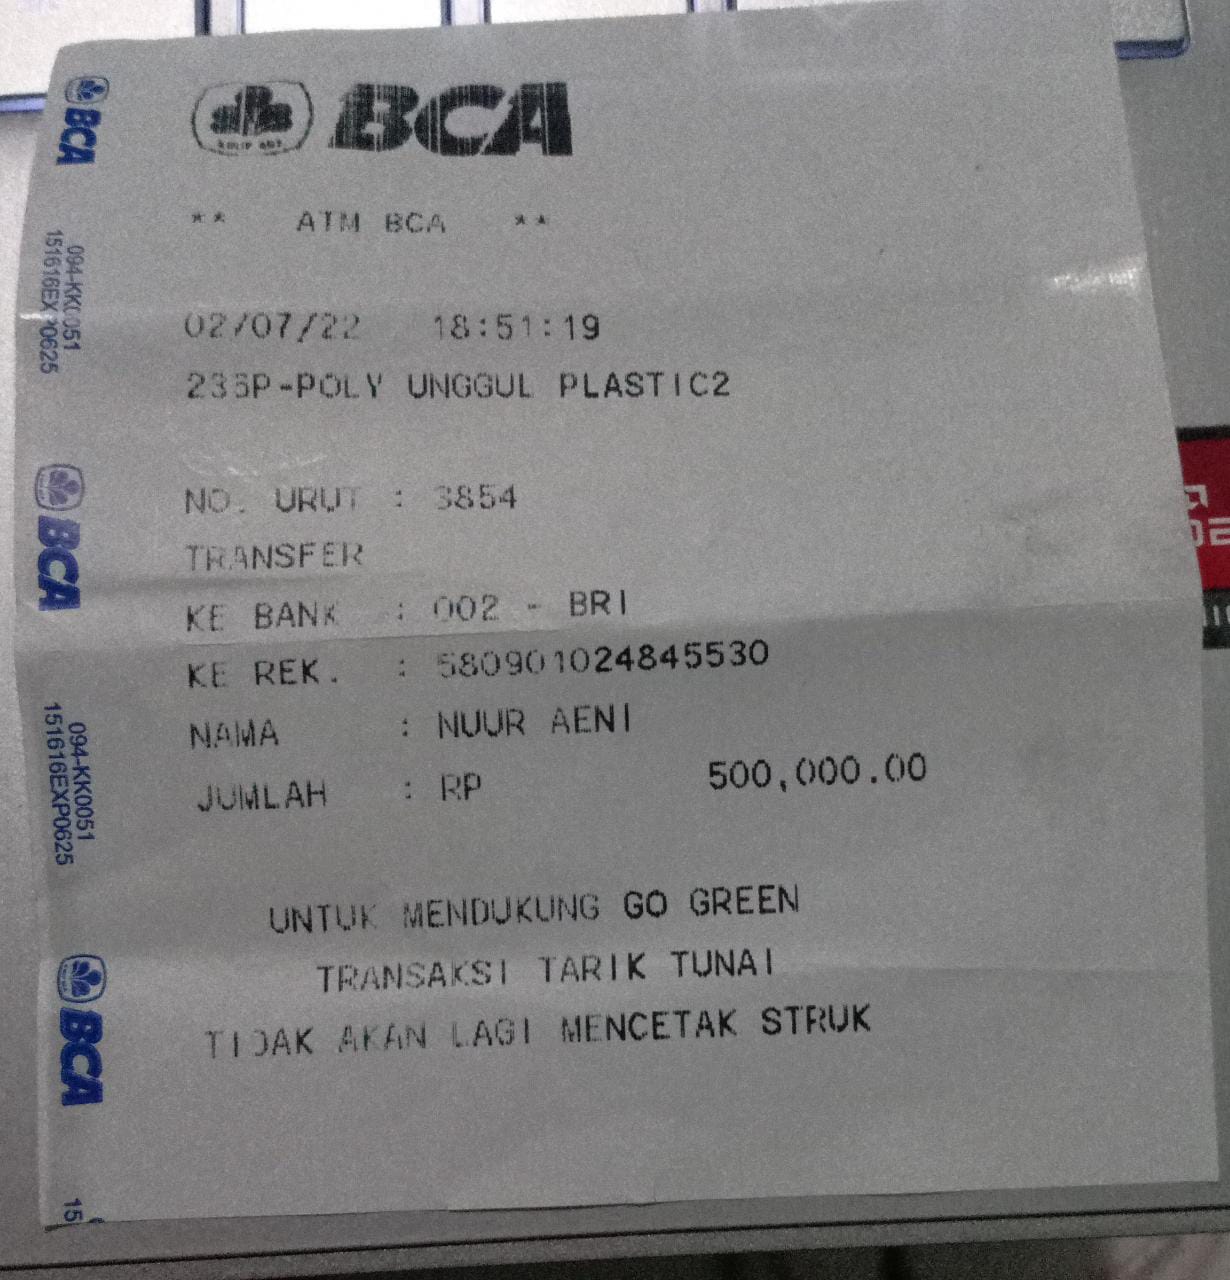 BCA
** ATM BCA **
02/07/22 18:51:19
235P-POLY UNGGUL PLASTIC2
NO. URUT : 3854
TRANSFER
KE BANK : 002 - BRI
KE REK. : 580901024845530
NAMA : NUUR AENI
JUMLAH : RP 500,000.00
UNTUK MENDUKUNG GO GREEN
TRANSAKSI TARIK TUNAI
TIDAK AKAN LAGI MENCETAK STRUK
BCA
094-KK0051
151616EXP0625
BCA
094-KK0051
151616EXP0625
BCA
15